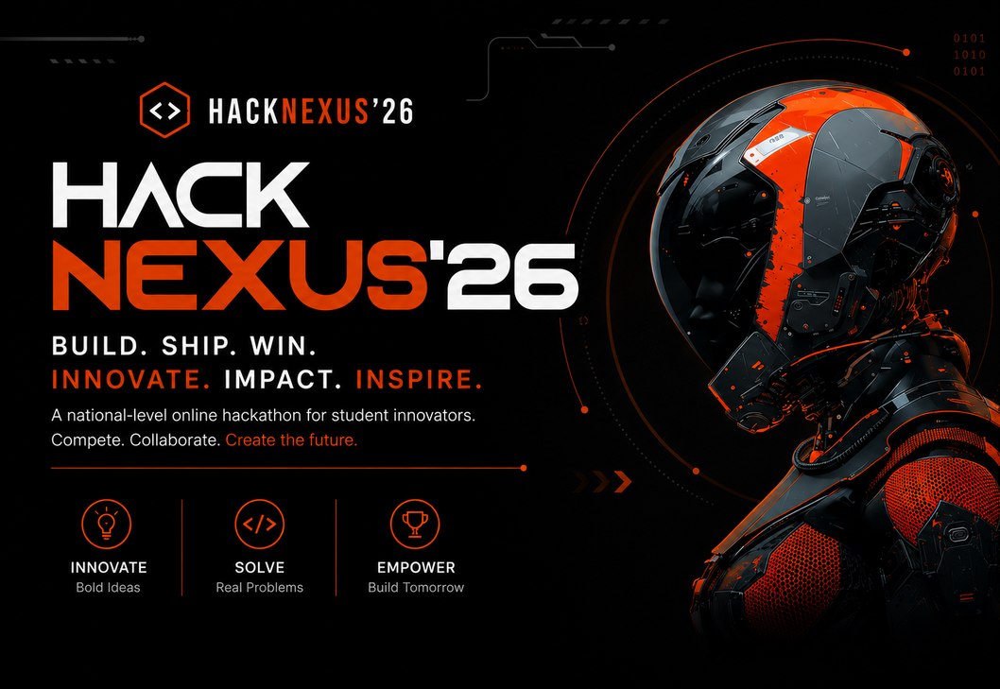 HACKNEXUS'26
HACK
NEXUS'26
BUILD. SHIP. WIN.
INNOVATE. IMPACT. INSPIRE.
A national-level online hackathon for student innovators.
Compete. Collaborate. Create the future.
INNOVATE
Bold Ideas
SOLVE
Real Problems
EMPOWER
Build Tomorrow
0101
1010
0101